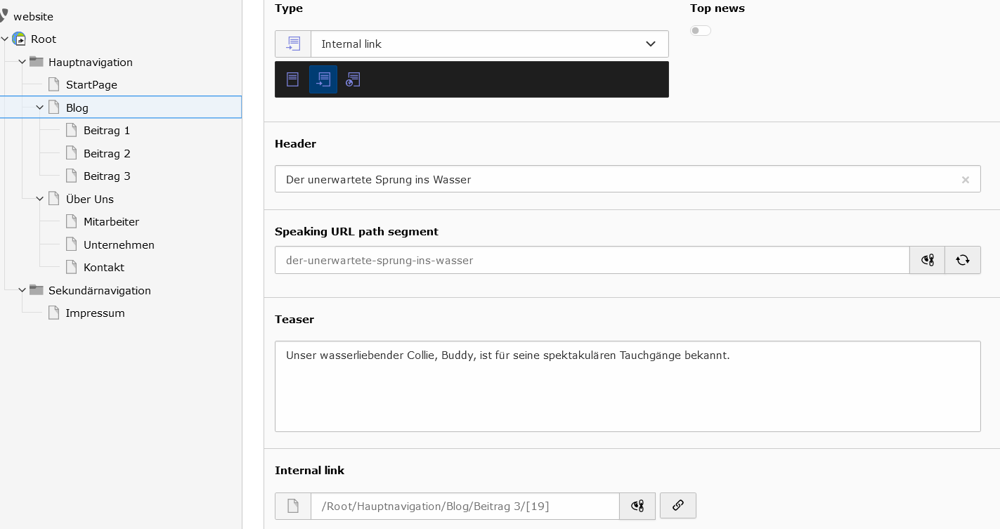 website
Root
Hauptnavigation
StartPage
Blog
Beitrag 1
Beitrag 2
Beitrag 3
Über Uns
Mitarbeiter
Unternehmen
Kontakt
Sekundärnavigation
Impressum
Type
Top news
Internal link
Header
Der unerwartete Sprung ins Wasser
Speaking URL path segment
der-unerwartete-sprung-ins-wasser
Teaser
Unser wasserliebender Collie, Buddy, ist für seine spektakulären Tauchgänge bekannt.
Internal link
/Root/Hauptnavigation/Blog/Beitrag 3/[19]